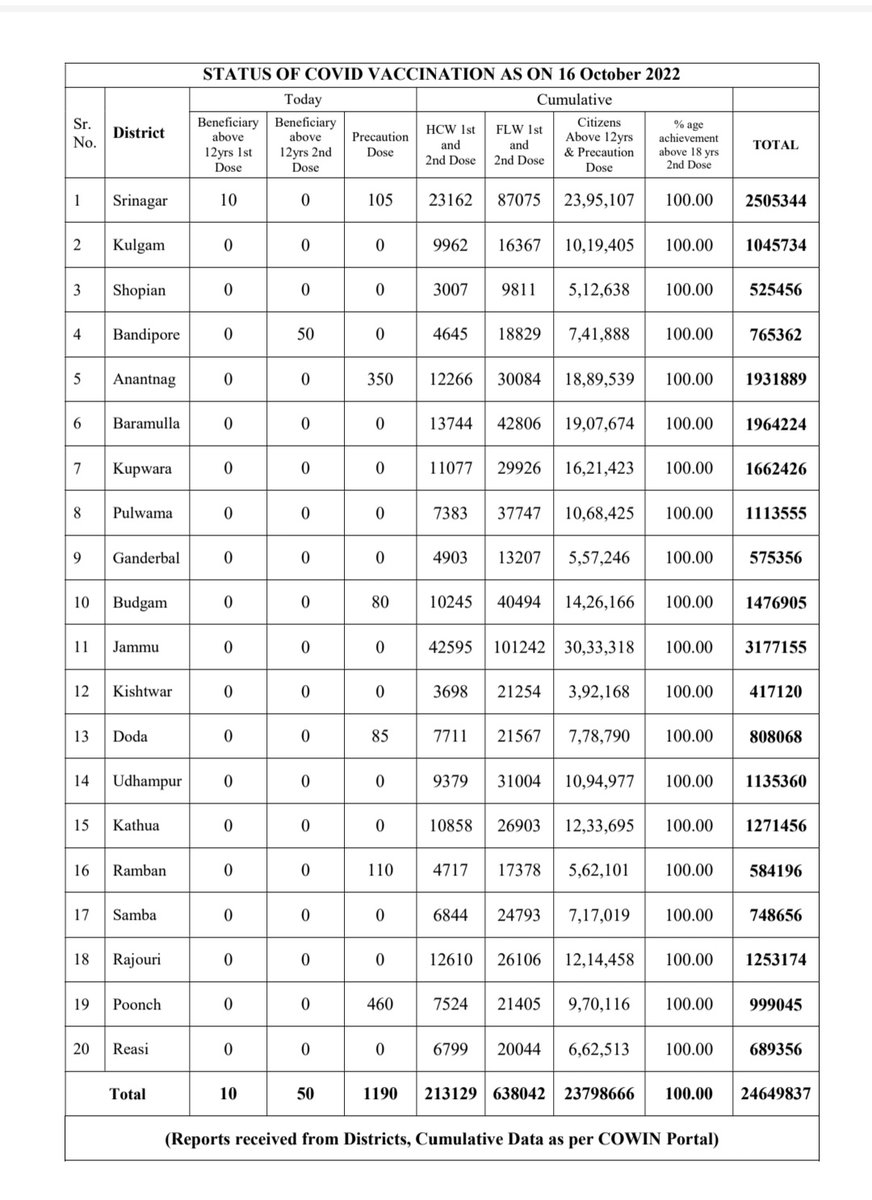 STATUS OF COVID VACCINATION AS ON 16 October 2022
Sr. No. District Today Cumulative
Beneficiary above 12yrs 1st Dose Beneficiary above 12yrs 2nd Dose Precaution Dose HCW 1st and 2nd Dose FLW 1st and 2nd Dose Citizens Above 12yrs & Precaution Dose % age achievement above 18 yrs 2nd Dose TOTAL
1 Srinagar 10 0 105 23162 87075 23,95,107 100.00 2505344
2 Kulgam 0 0 0 9962 16367 10,19,405 100.00 1045734
3 Shopian 0 0 0 3007 9811 5,12,638 100.00 525456
4 Bandipore 0 50 0 4645 18829 7,41,888 100.00 765362
5 Anantnag 0 0 350 12266 30084 18,89,539 100.00 1931889
6 Baramulla 0 0 0 13744 42806 19,07,674 100.00 1964224
7 Kupwara 0 0 0 11077 29926 16,21,423 100.00 1662426
8 Pulwama 0 0 0 7383 37747 10,68,425 100.00 1113555
9 Ganderbal 0 0 0 4903 13207 5,57,246 100.00 575356
10 Budgam 0 0 80 10245 40494 14,26,166 100.00 1476905
11 Jammu 0 0 0 42595 101242 30,33,318 100.00 3177155
12 Kishtwar 0 0 0 3698 21254 3,92,168 100.00 417120
13 Doda 0 0 85 7711 21567 7,78,790 100.00 808068
14 Udhampur 0 0 0 9379 31004 10,94,977 100.00 1135360
15 Kathua 0 0 0 10858 26903 12,33,695 100.00 1271456
16 Ramban 0 0 110 4717 17378 5,62,101 100.00 584196
17 Samba 0 0 0 6844 24793 7,17,019 100.00 748656
18 Rajouri 0 0 0 12610 26106 12,14,458 100.00 1253174
19 Poonch 0 0 460 7524 21405 9,70,116 100.00 999045
20 Reasi 0 0 0 6799 20044 6,62,513 100.00 689356
Total 10 50 1190 213129 638042 23798666 100.00 24649837
(Reports received from Districts, Cumulative Data as per COWIN Portal)